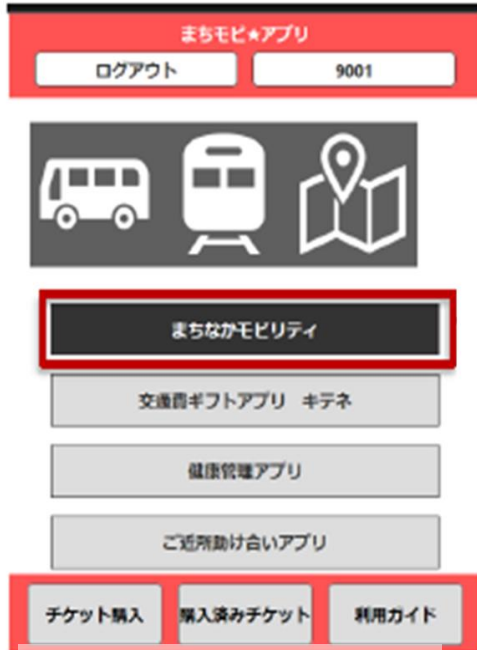 まちモビ★アプリ
ログアウト 9001
まちなかモビリティ
交通費ギフトアプリ キテネ
健康管理アプリ
ご近所助け合いアプリ
チケット購入 購入済みチケット 利用ガイド